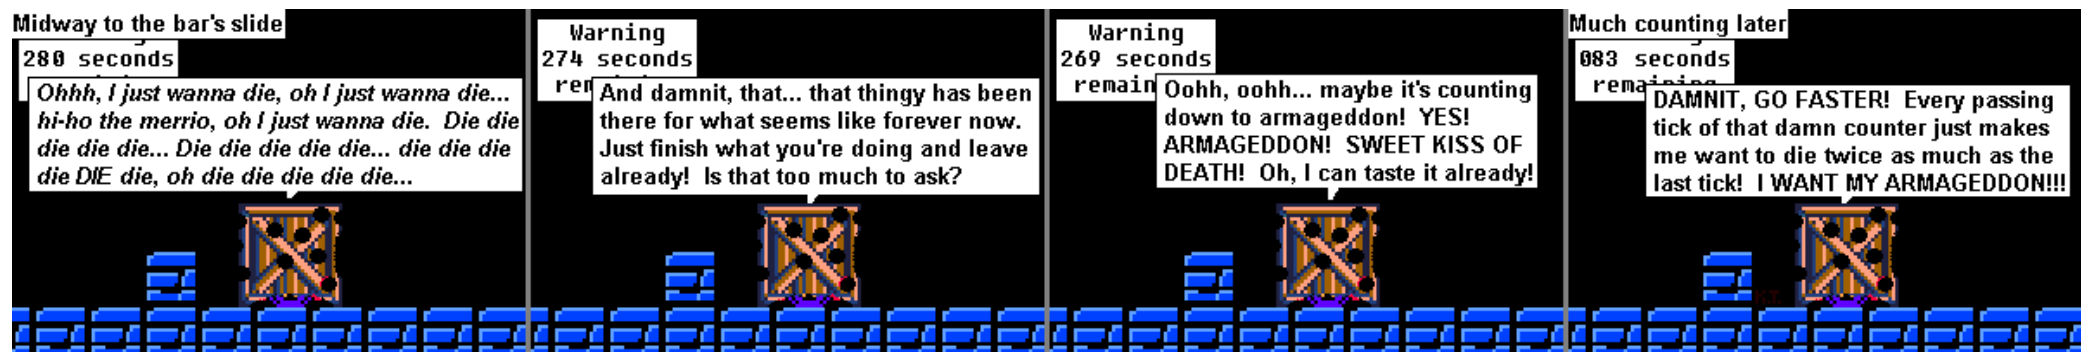 Midway to the bar's slide
280 seconds
Ohhh, I just wanna die, oh I just wanna die...
hi-ho the merrio, oh I just wanna die.  Die die
die die die... Die die die die die... die die die
die DIE die, oh die die die die die...
Warning
274 seconds
And damnit, that... that thingy has been
there for what seems like forever now.
Just finish what you're doing and leave
already!  Is that too much to ask?
Warning
269 seconds
remain
Oohh, oohh... maybe it's counting
down to armageddon!  YES!
ARMAGEDDON!  SWEET KISS OF
DEATH!  Oh, I can taste it already!
Much counting later
083 seconds
remaining
DAMNIT, GO FASTER!  Every passing
tick of that damn counter just makes
me want to die twice as much as the
last tick!  I WANT MY ARMAGEDDON!!!